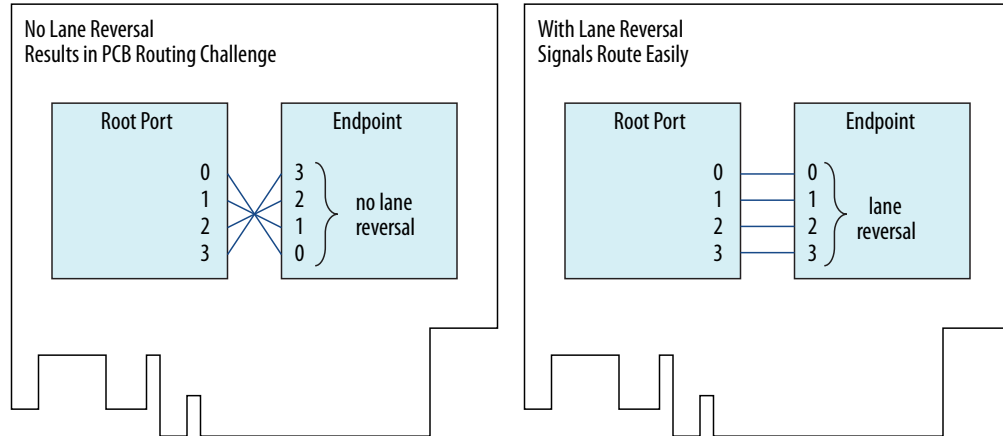 No Lane Reversal
Results in PCB Routing Challenge
Root Port
Endpoint
0
1
2
3
3
2
1
0
no lane
reversal
With Lane Reversal
Signals Route Easily
Root Port
Endpoint
0
1
2
3
0
1
2
3
lane
reversal